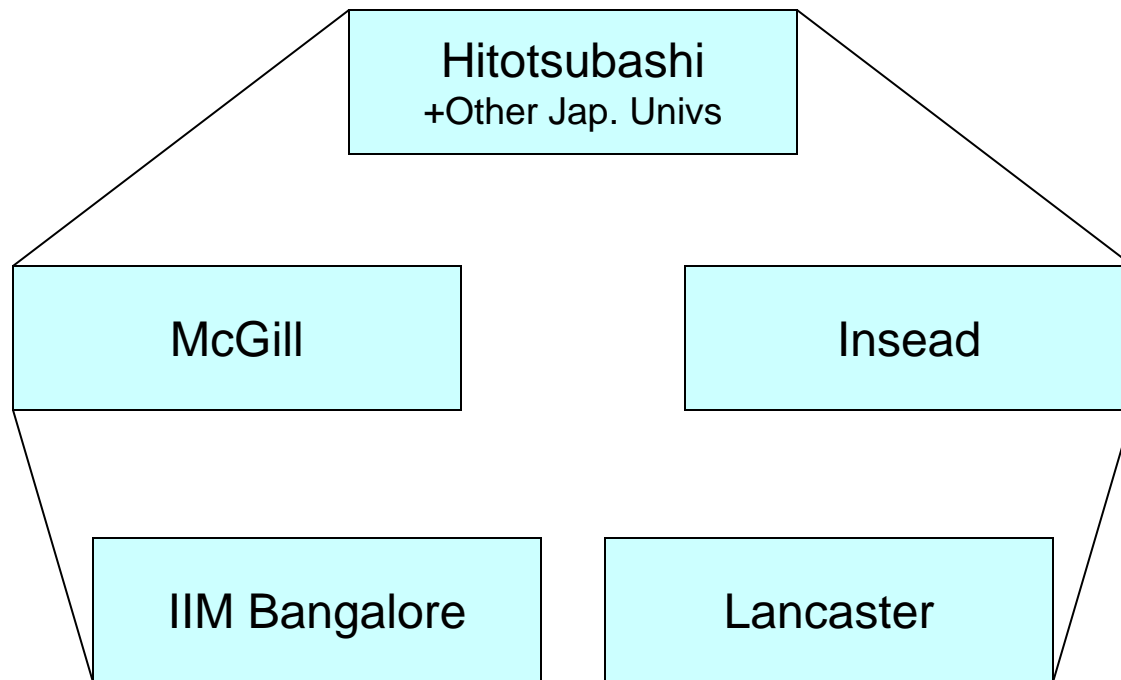 Hitotsubashi
+Other Jap. Univs
McGill
Insead
IIM Bangalore
Lancaster